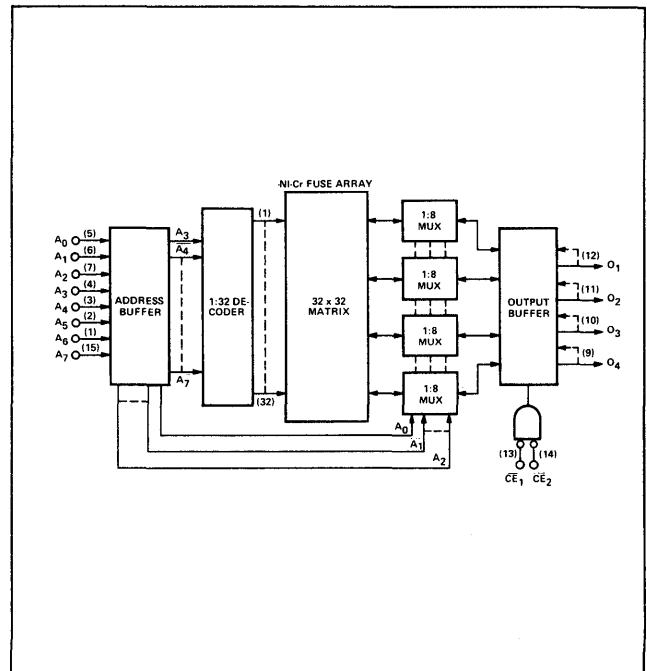 ·NI-Cr FUSE ARRAY
A0 (5)
A1 (6)
A2 (7)
A3 (4)
A4 (3)
A5 (2)
A6 (1)
A7 (15)
ADDRESS
BUFFER
A3
A4
A7
1:32 DE-
CODER
(1)
(32)
32 x 32
MATRIX
1:8
MUX
1:8
MUX
1:8
MUX
1:8
MUX
A0
A1
A2
OUTPUT
BUFFER
(12) O1
(11) O2
(10) O3
(9) O4
(13) (14)
C̅E̅1 C̅E̅2